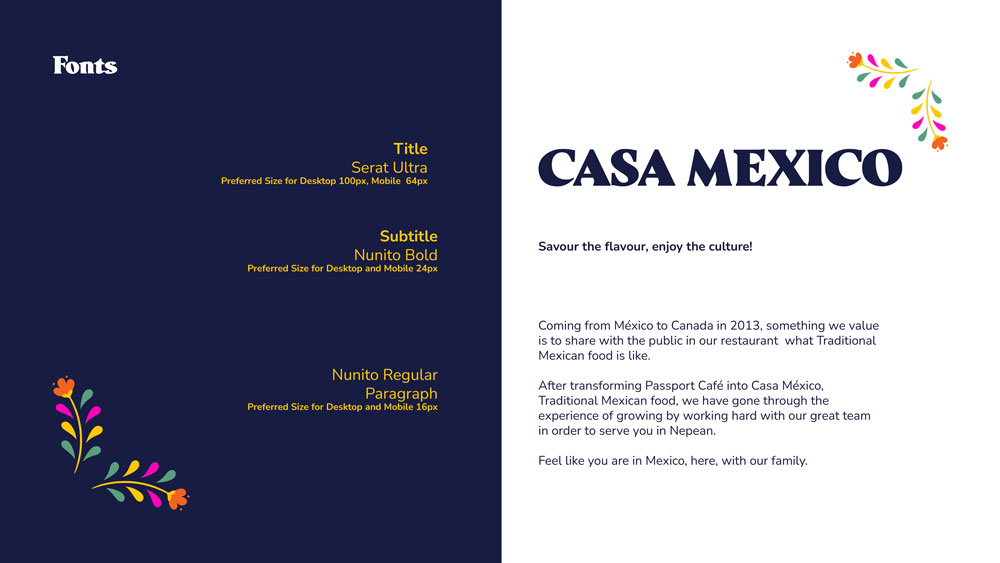 Fonts
Title
Serat Ultra
Preferred Size for Desktop 100px, Mobile  64px
Subtitle
Nunito Bold
Preferred Size for Desktop and Mobile 24px
Nunito Regular
Paragraph
Preferred Size for Desktop and Mobile 16px
CASA MEXICO
Savour the flavour, enjoy the culture!
Coming from México to Canada in 2013, something we value
is to share with the public in our restaurant  what Traditional
Mexican food is like.
After transforming Passport Café into Casa México,
Traditional Mexican food, we have gone through the
experience of growing by working hard with our great team
in order to serve you in Nepean.
Feel like you are in Mexico, here, with our family.